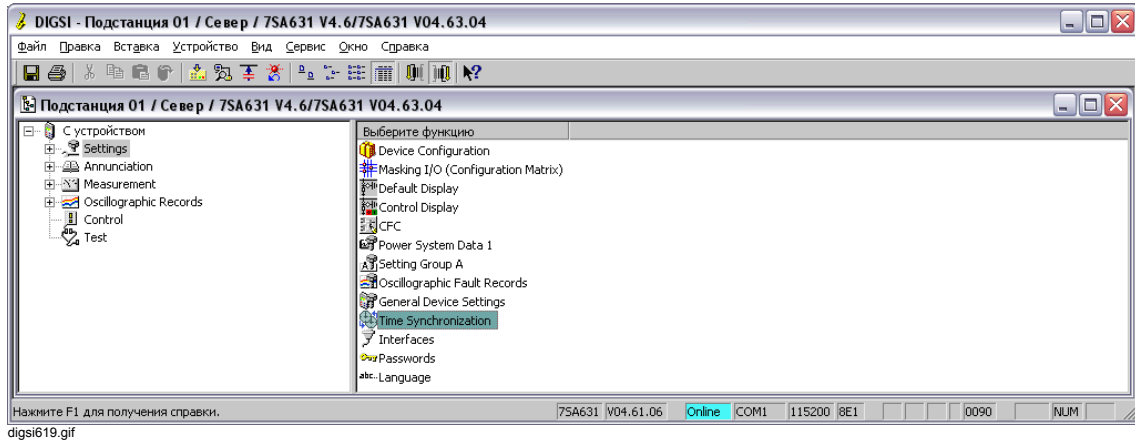 DIGSI - Подстанция 01 / Север / 7SA631 V4.6/7SA631 V04.63.04
Файл Правка Вставка Устройство Вид Сервис Окно Справка
Подстанция 01 / Север / 7SA631 V4.6/7SA631 V04.63.04
С устройством
Settings
Annunciation
Measurement
Oscillographic Records
Control
Test
Выберите функцию
Device Configuration
Masking I/O (Configuration Matrix)
Default Display
Control Display
CFC
Power System Data 1
Setting Group A
Oscillographic Fault Records
General Device Settings
Time Synchronization
Interfaces
Passwords
abc.. Language
Нажмите F1 для получения справки.
7SA631 V04.61.06 Online COM1 115200 8E1 0090 NUM
digsi619.gif